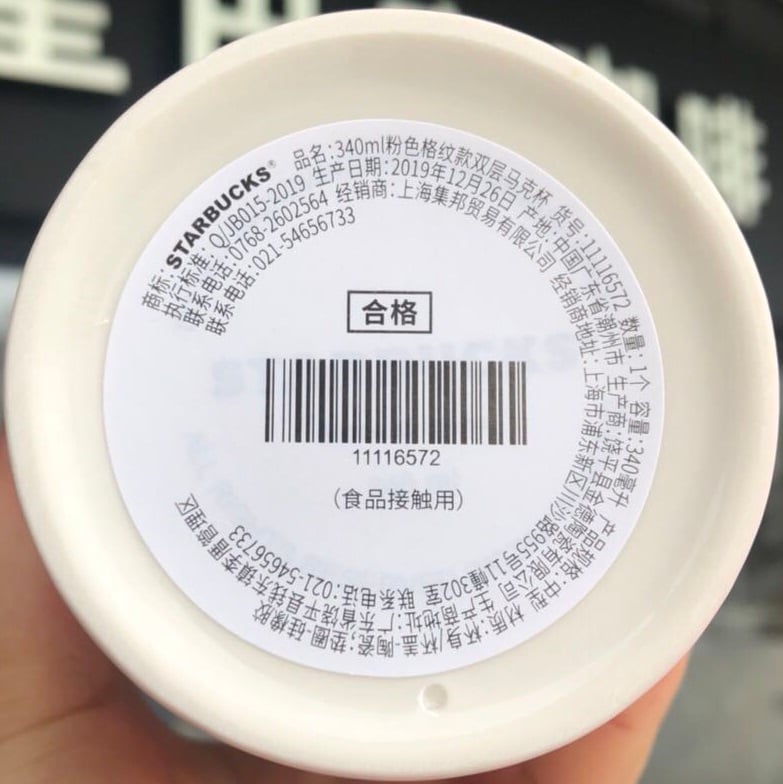 商标: STARBUCKS® 品名:340ml粉色格纹款双层马克杯 货号:11116572 数量:1个 容量:340毫升 产品规格:中型 材质:杯身/杯盖-陶瓷;垫圈-硅橡胶
执行标准: Q/JB015-2019 生产日期:2019年12月26日 产地:中国广东省潮州市 生产商:饶平县金德陶瓷有限公司 生产商地址:广东省饶平县钱东镇李厝管理区
联系电话:0768-2602564 经销商:上海集邦贸易有限公司 经销商地址:上海市浦东新区川沙路955号11幢302室 联系电话:021-54656733
联系电话:021-54656733
合格
11116572
(食品接触用)